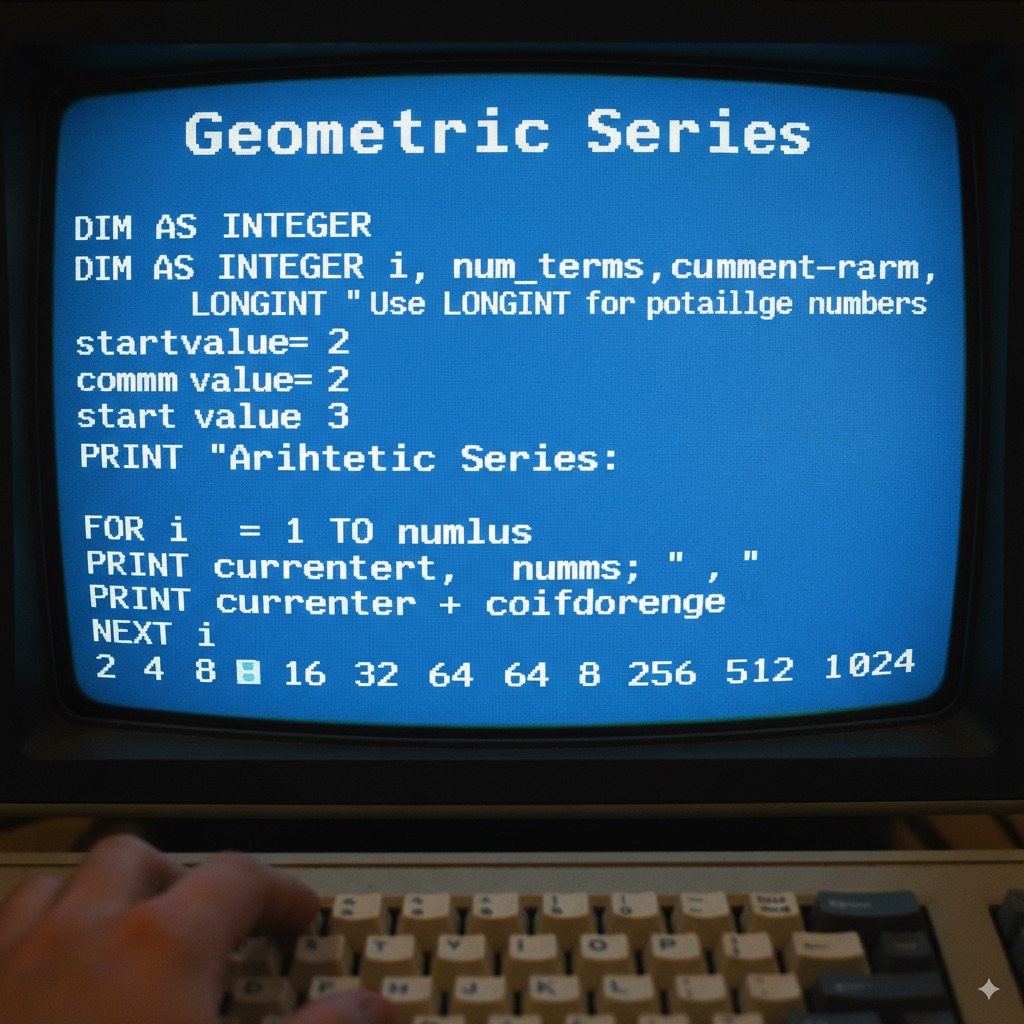 Geometric Series
DIM AS INTEGER
DIM AS INTEGER i, num_terms,cumment-rarm,
LONGINT "Use LONGINT for potaillge numbers
startvalue= 2
commm value= 2
start value 3
PRINT "Arihtetic Series:
FOR i = 1 TO numlus
PRINT currentert, numms; " , "
PRINT currenter + coifdorenge
NEXT i
2 4 8 16 32 64 64 8 256 512 1024
T Y I O P
D F H J K L